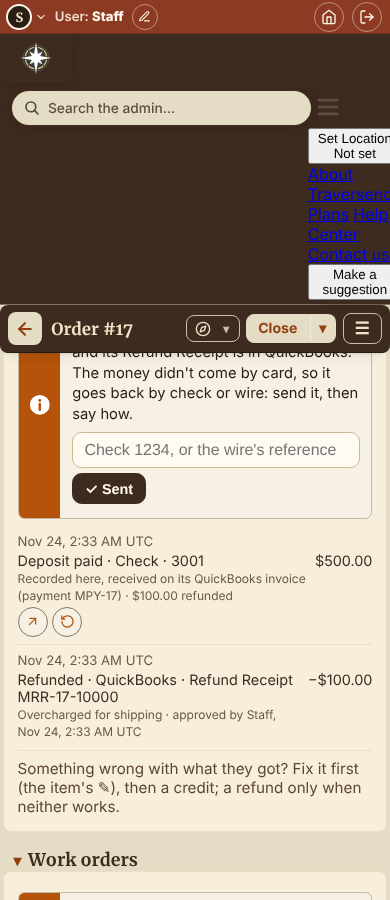 S User: Staff
Search the admin...
Set Location
Not set
About
Traversend
Plans Help
Center
Contact us
Make a
suggestion
Order #17
Close
and its Refund Receipt is in QuickBooks.
The money didn't come by card, so it
goes back by check or wire: send it, then
say how.
Check 1234, or the wire's reference
✓ Sent
Nov 24, 2:33 AM UTC
Deposit paid · Check · 3001 $500.00
Recorded here, received on its QuickBooks invoice
(payment MPY-17) · $100.00 refunded
Nov 24, 2:33 AM UTC
Refunded · QuickBooks · Refund Receipt −$100.00
MRR-17-10000
Overcharged for shipping · approved by Staff,
Nov 24, 2:33 AM UTC
Something wrong with what they got? Fix it first
(the item's ✎), then a credit; a refund only when
neither works.
▾ Work orders